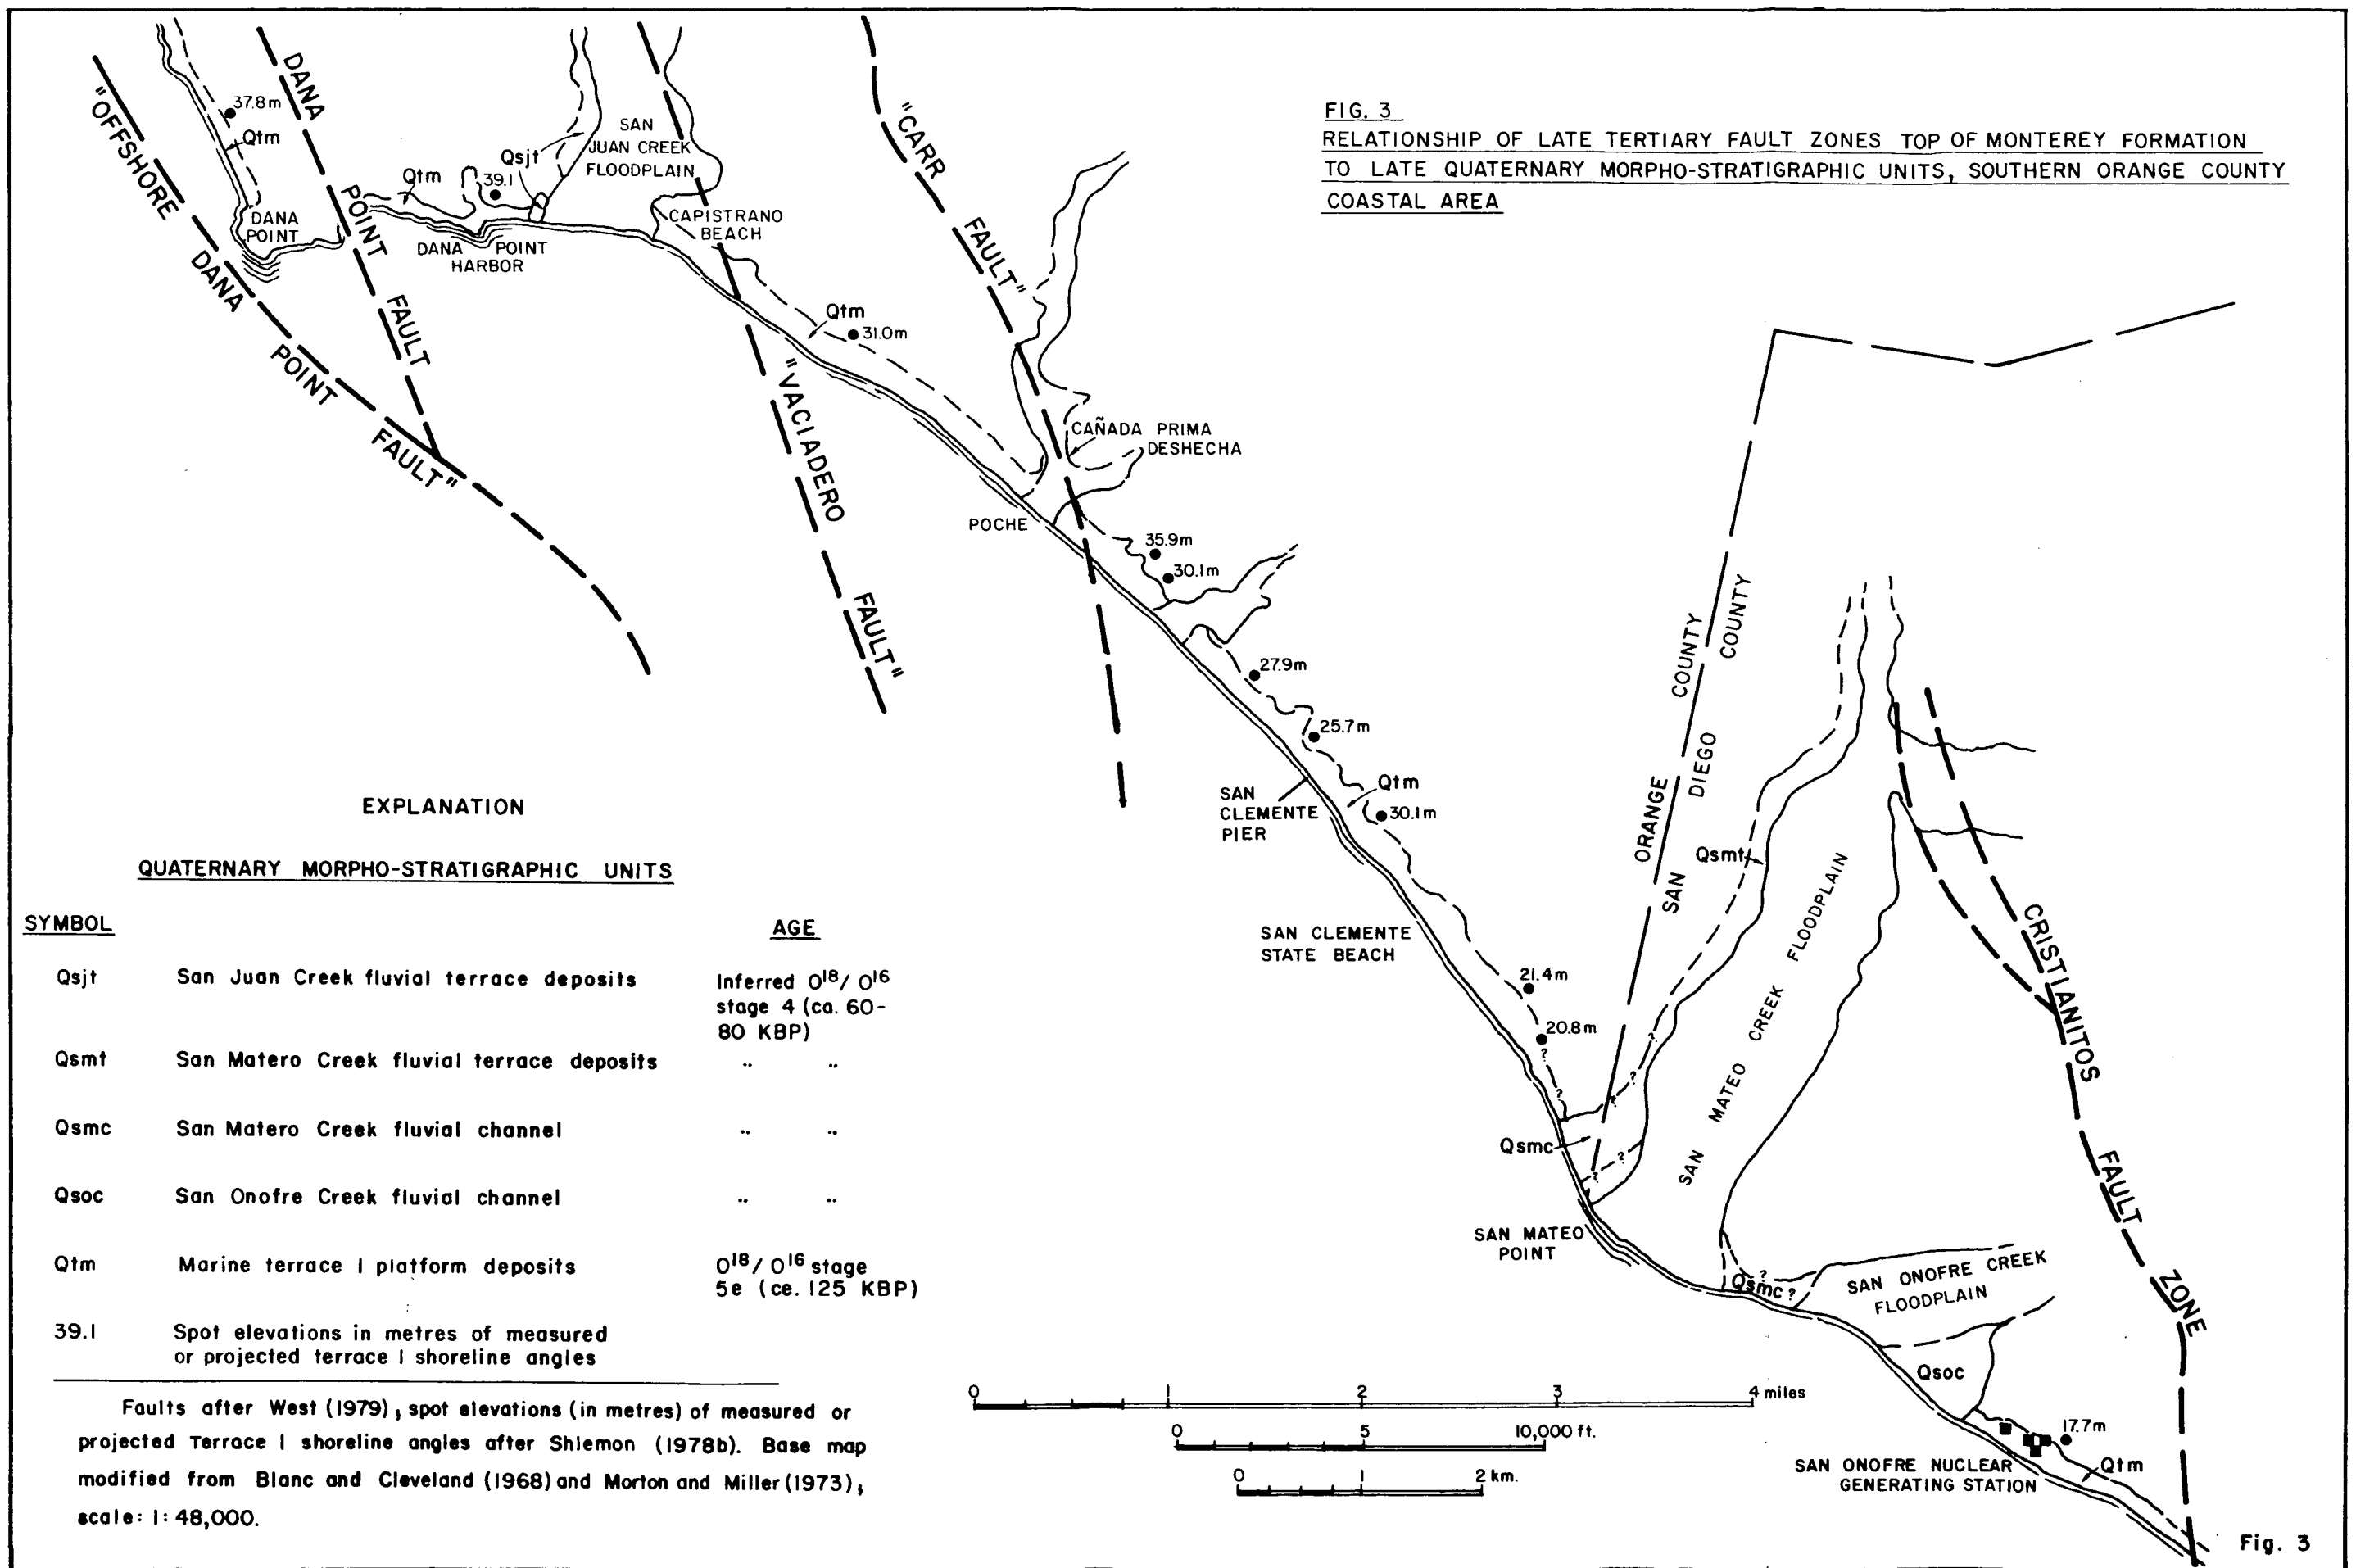 FIG. 3
RELATIONSHIP OF LATE TERTIARY FAULT ZONES TOP OF MONTEREY FORMATION
TO LATE QUATERNARY MORPHO-STRATIGRAPHIC UNITS, SOUTHERN ORANGE COUNTY
COASTAL AREA
"OFFSHORE DANA POINT FAULT"
DANA POINT FAULT
37.8m
Qtm
DANA
POINT
Qtm
39.1
Qsjt
SAN
JUAN CREEK
FLOODPLAIN
DANA POINT
HARBOR
CAPISTRANO
BEACH
"VACIADERO FAULT"
Qtm
31.0m
"CARR FAULT"
CAÑADA PRIMA
DESHECHA
POCHE
35.9m
30.1m
27.9m
25.7m
Qtm
30.1m
SAN
CLEMENTE
PIER
SAN CLEMENTE
STATE BEACH
21.4m
20.8m
?
?
?
?
?
?
?
ORANGE COUNTY
SAN DIEGO COUNTY
Qsmt
SAN MATEO CREEK FLOODPLAIN
CRISTIANITOS FAULT ZONE
Qsmc
SAN MATEO
POINT
?
Qsmc ?
SAN ONOFRE CREEK
FLOODPLAIN
Qsoc
17.7m
Qtm
SAN ONOFRE NUCLEAR
GENERATING STATION
EXPLANATION
QUATERNARY MORPHO-STRATIGRAPHIC UNITS
SYMBOL AGE
Qsjt San Juan Creek fluvial terrace deposits Inferred O18/ O16
stage 4 (ca. 60-
80 KBP)
Qsmt San Matero Creek fluvial terrace deposits .. ..
Qsmc San Matero Creek fluvial channel .. ..
Qsoc San Onofre Creek fluvial channel .. ..
Qtm Marine terrace 1 platform deposits O18/ O16 stage
5e (ce. 125 KBP)
39.1 Spot elevations in metres of measured
or projected terrace 1 shoreline angles
Faults after West (1979), spot elevations (in metres) of measured or
projected Terrace 1 shoreline angles after Shlemon (1978b). Base map
modified from Blanc and Cleveland (1968) and Morton and Miller (1973),
scale: 1:48,000.
0 1 2 3 4 miles
0 5 10,000 ft.
0 1 2 km.
Fig. 3